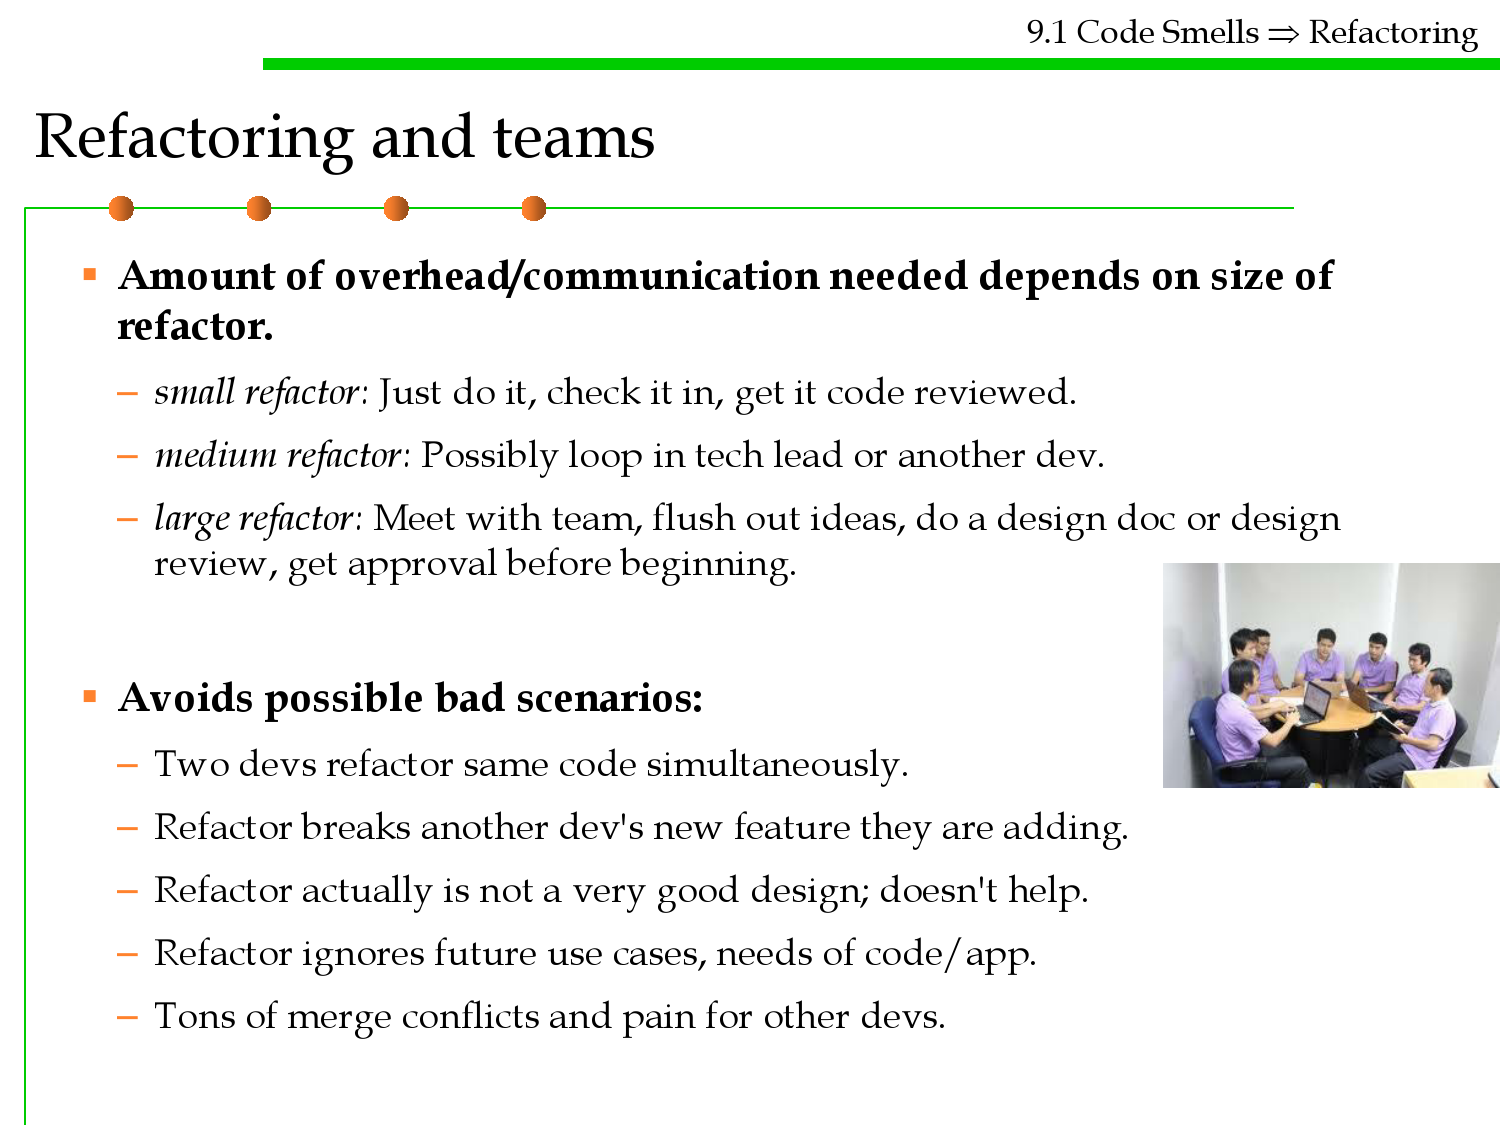 9.1 Code Smells ⇒ Refactoring
Refactoring and teams
▪ Amount of overhead/communication needed depends on size of
refactor.
– small refactor: Just do it, check it in, get it code reviewed.
– medium refactor: Possibly loop in tech lead or another dev.
– large refactor: Meet with team, flush out ideas, do a design doc or design
review, get approval before beginning.
▪ Avoids possible bad scenarios:
– Two devs refactor same code simultaneously.
– Refactor breaks another dev's new feature they are adding.
– Refactor actually is not a very good design; doesn't help.
– Refactor ignores future use cases, needs of code/app.
– Tons of merge conflicts and pain for other devs.